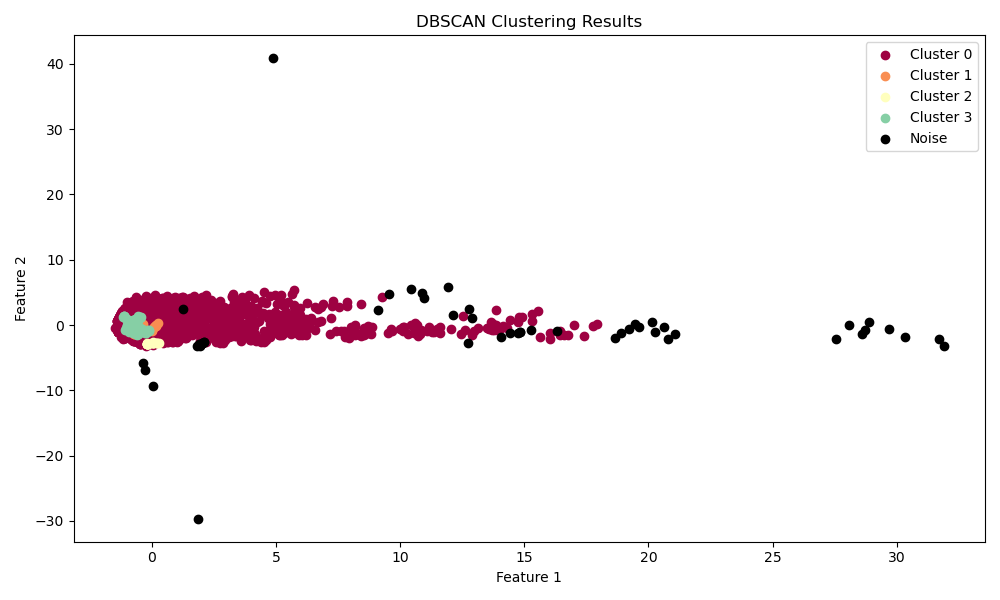 DBSCAN Clustering Results
Cluster 0
Cluster 1
Cluster 2
Cluster 3
Noise
40
30
20
10
0
−10
−20
−30
Feature 2
0 5 10 15 20 25 30
Feature 1